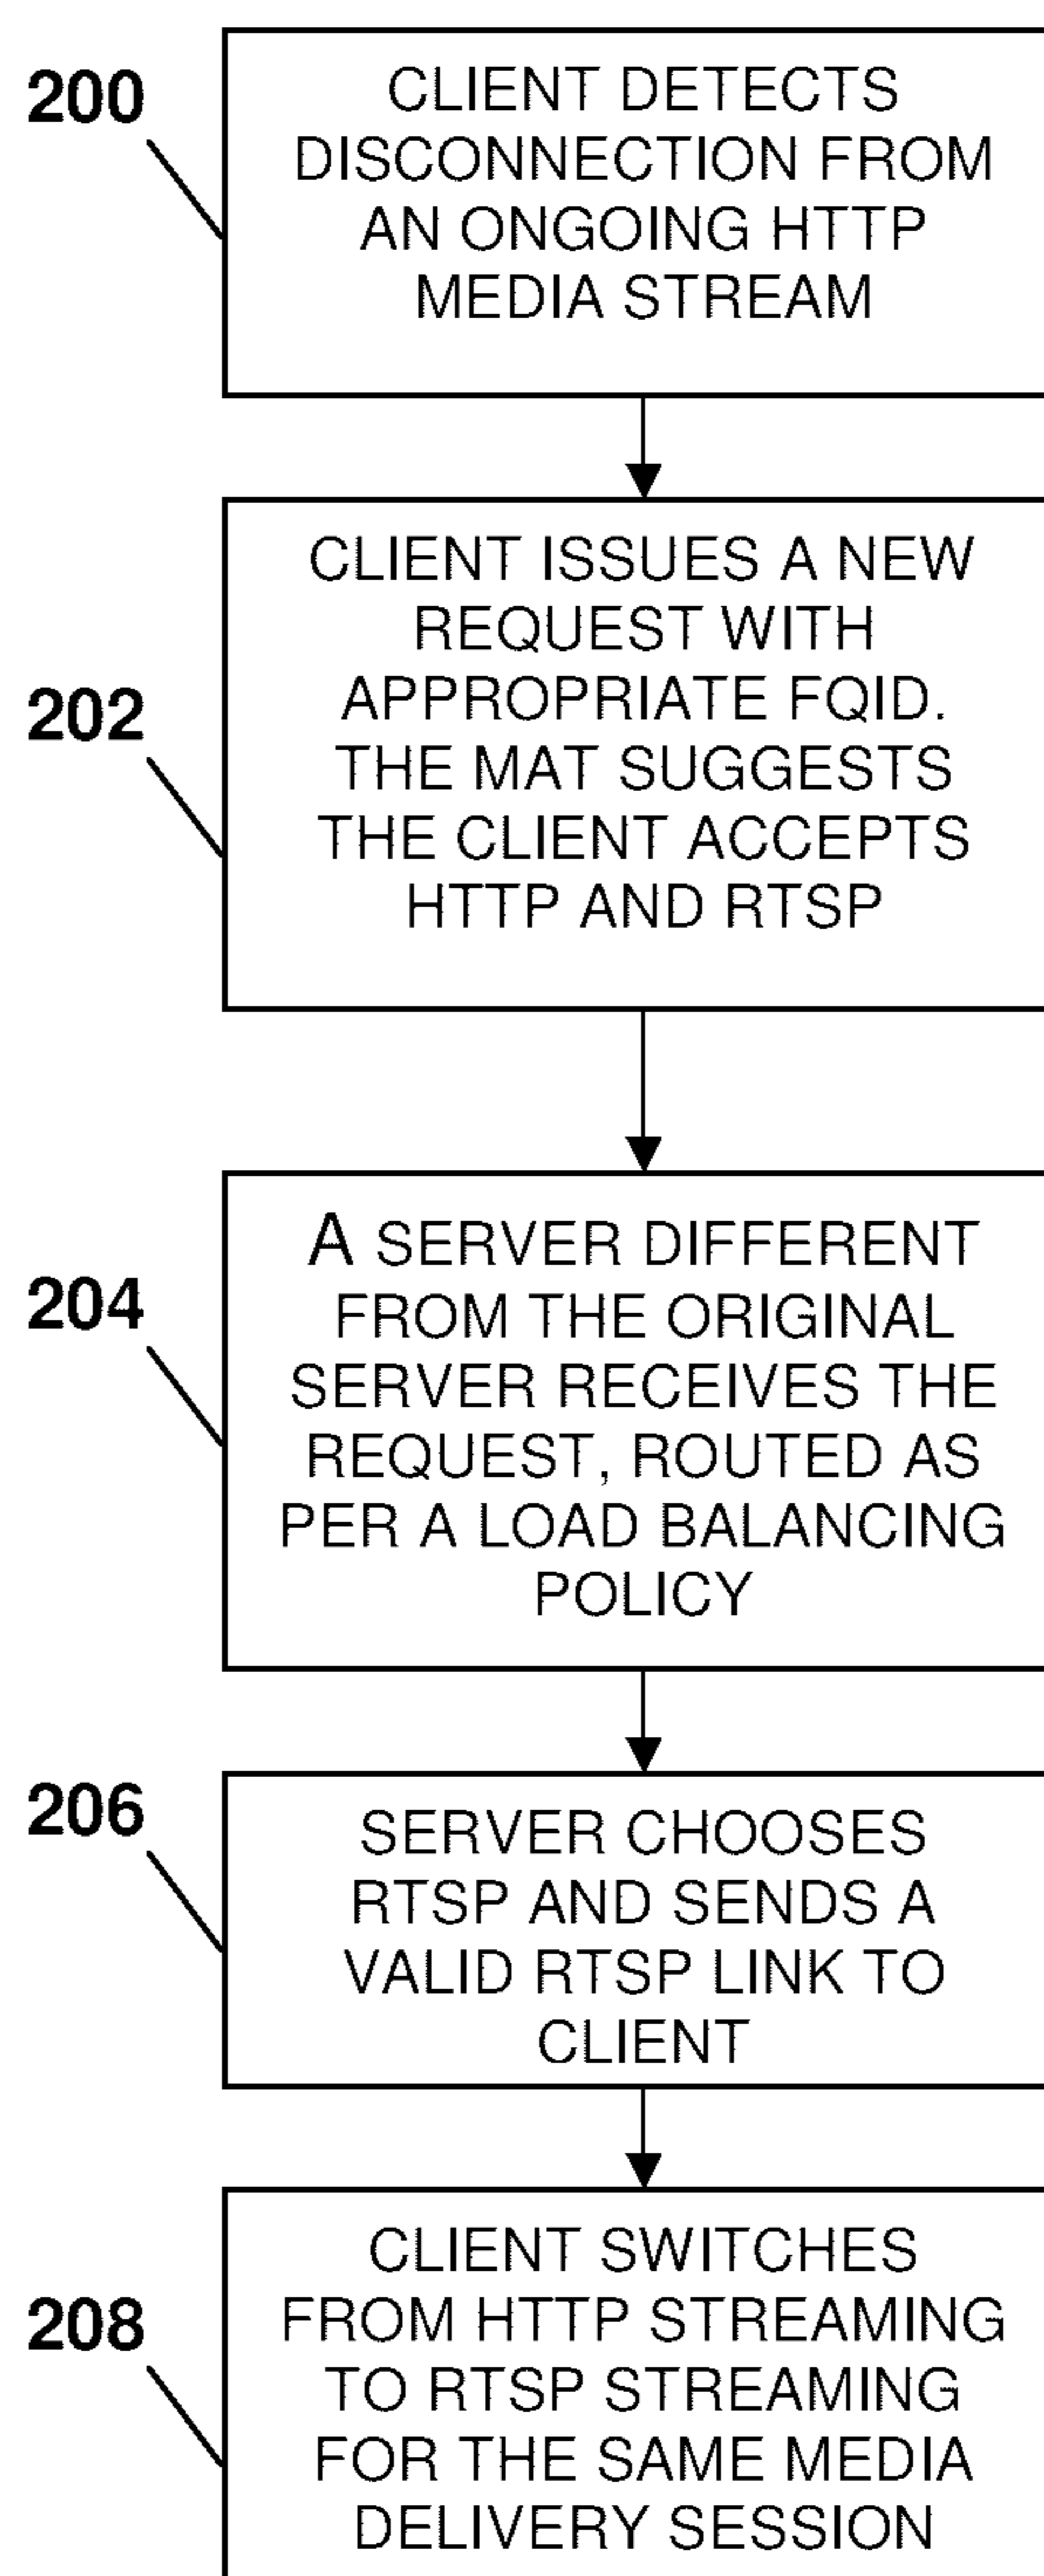 200
CLIENT DETECTS
DISCONNECTION FROM
AN ONGOING HTTP
MEDIA STREAM
202
CLIENT ISSUES A NEW
REQUEST WITH
APPROPRIATE FQID.
THE MAT SUGGESTS
THE CLIENT ACCEPTS
HTTP AND RTSP
204
A SERVER DIFFERENT
FROM THE ORIGINAL
SERVER RECEIVES THE
REQUEST, ROUTED AS
PER A LOAD BALANCING
POLICY
206
SERVER CHOOSES
RTSP AND SENDS A
VALID RTSP LINK TO
CLIENT
208
CLIENT SWITCHES
FROM HTTP STREAMING
TO RTSP STREAMING
FOR THE SAME MEDIA
DELIVERY SESSION